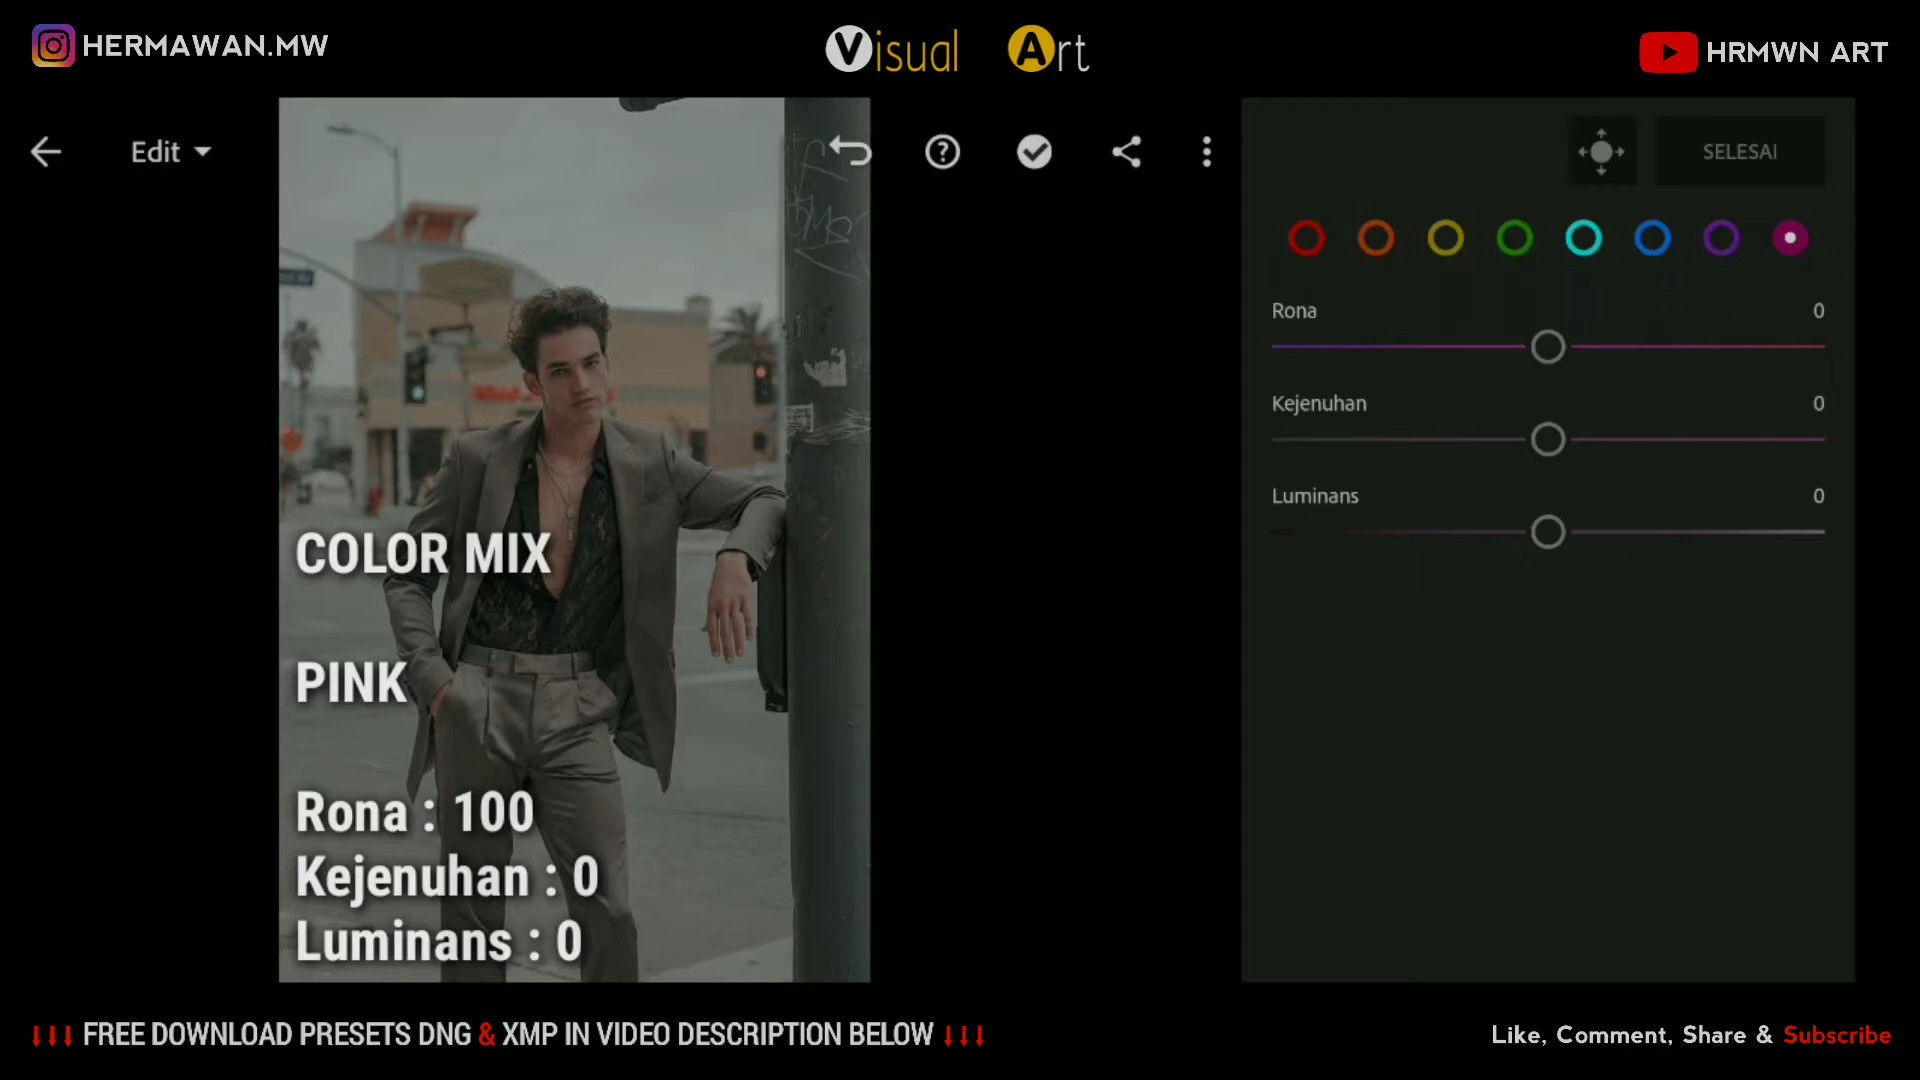 HERMAWAN.MW
Visual Art
HRMWN ART
Edit
SELESAI
Rona 0
Kejenuhan 0
Luminans 0
COLOR MIX
PINK
Rona : 100
Kejenuhan : 0
Luminans : 0
↓↓↓ FREE DOWNLOAD PRESETS DNG & XMP IN VIDEO DESCRIPTION BELOW ↓↓↓
Like, Comment, Share & Subscribe